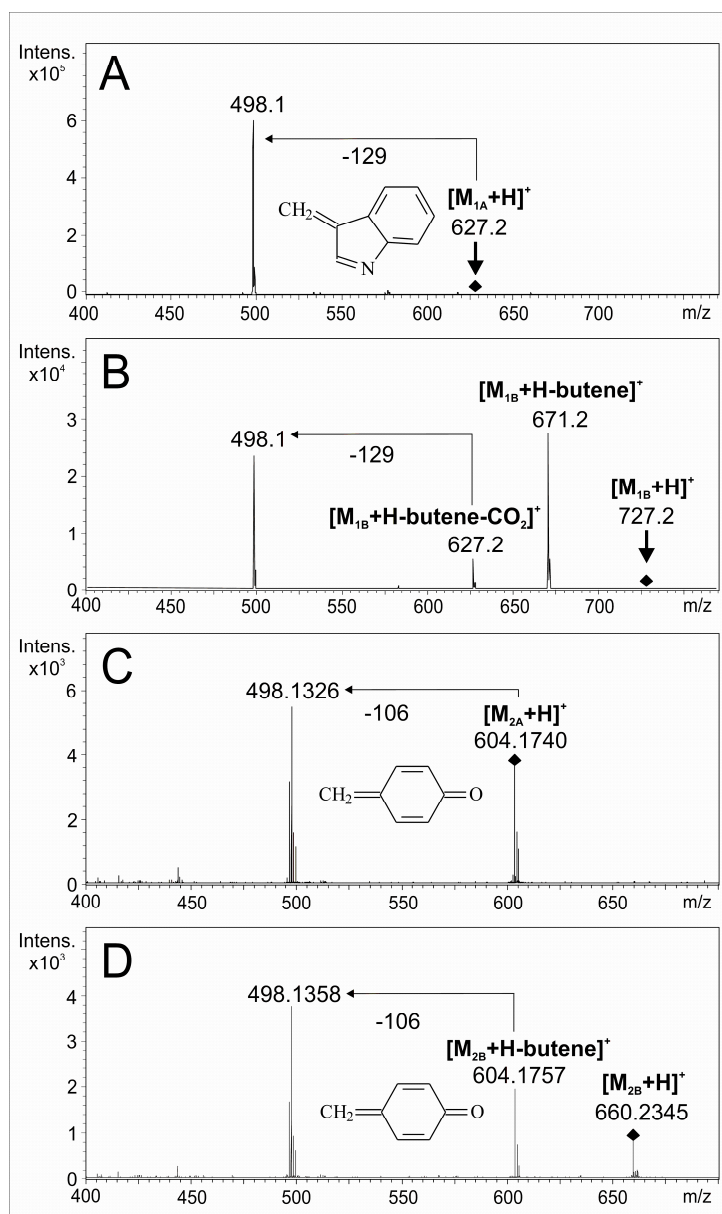 Intens.
x10⁵
A
498.1
6
-129
[M₁ₐ+H]⁺
627.2
4
CH₂
N
2
0
400 450 500 550 600 650 700 m/z
Intens.
x10⁴
B
[M₁B+H-butene]⁺
671.2
3
498.1
-129
[M₁B+H]⁺
727.2
2
[M₁B+H-butene-CO₂]⁺
627.2
1
0
400 450 500 550 600 650 700 m/z
Intens.
x10³
C
498.1326
6
-106
[M₂ₐ+H]⁺
604.1740
4
CH₂
O
2
0
400 450 500 550 600 650 m/z
Intens.
x10³
D
498.1358
4
-106
[M₂B+H-butene]⁺
604.1757
3
[M₂B+H]⁺
660.2345
2
CH₂
O
1
0
400 450 500 550 600 650 m/z